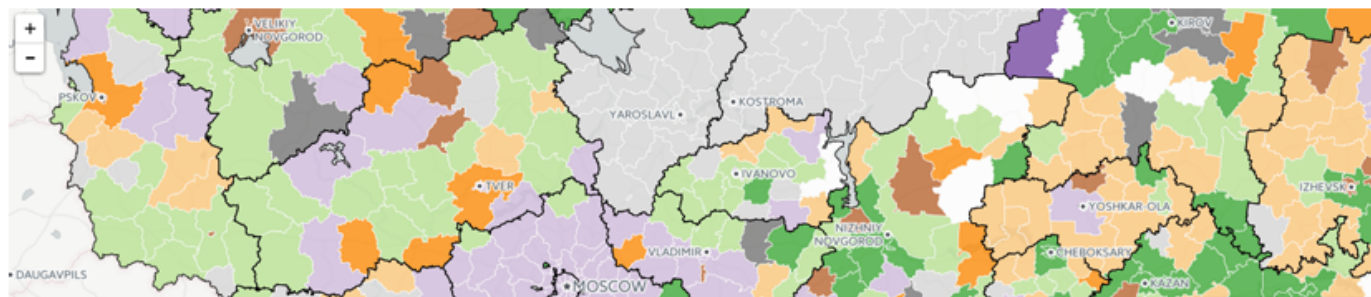 +
-
VELIKIY
NOVGOROD
KIROV
PSKOV
YAROSLAVL
KOSTROMA
IVANOVO
TVER
IZHEVSK
YOSHKAR-OLA
NIZHNIY
NOVGOROD
VLADIMIR
CHEBOKSARY
DAUGAVPILS
MOSCOW
KAZAN